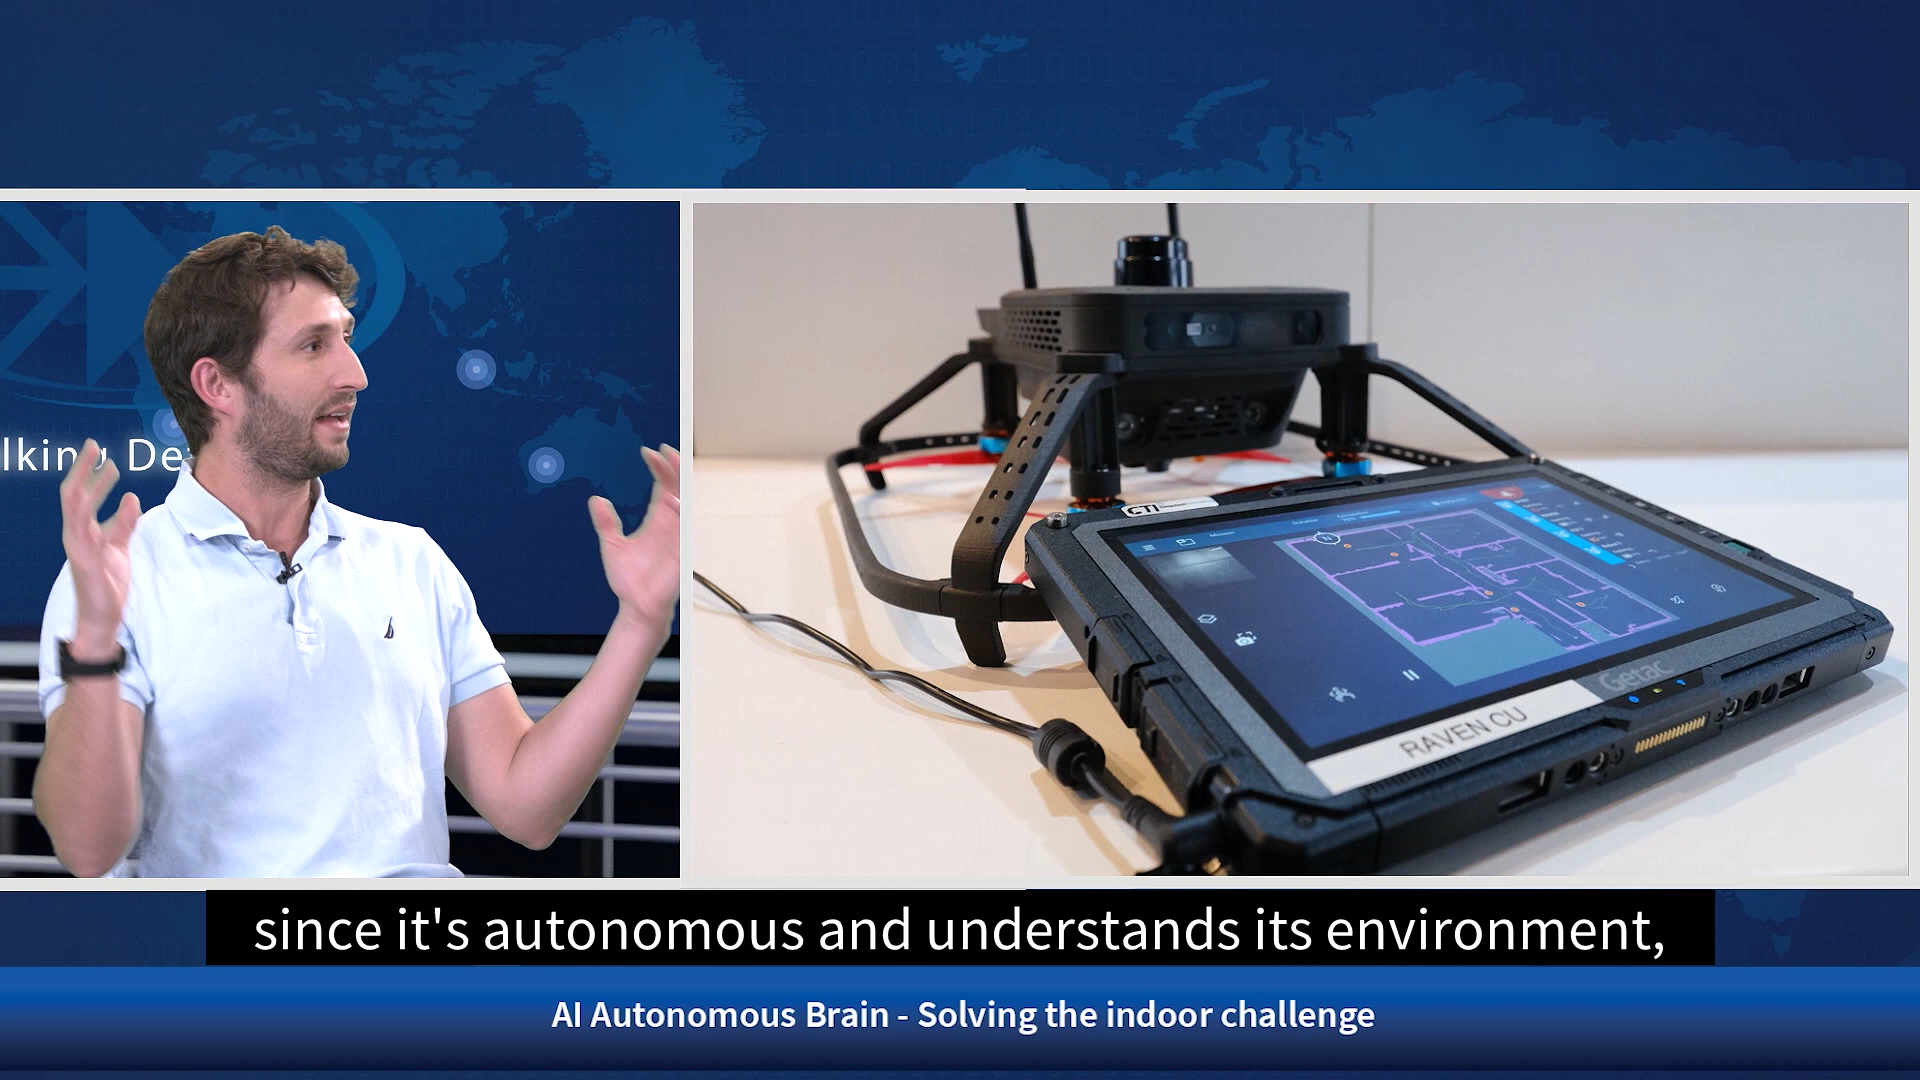 lking De
GTI
Getac
RAVEN CU
since it's autonomous and understands its environment,
AI Autonomous Brain - Solving the indoor challenge